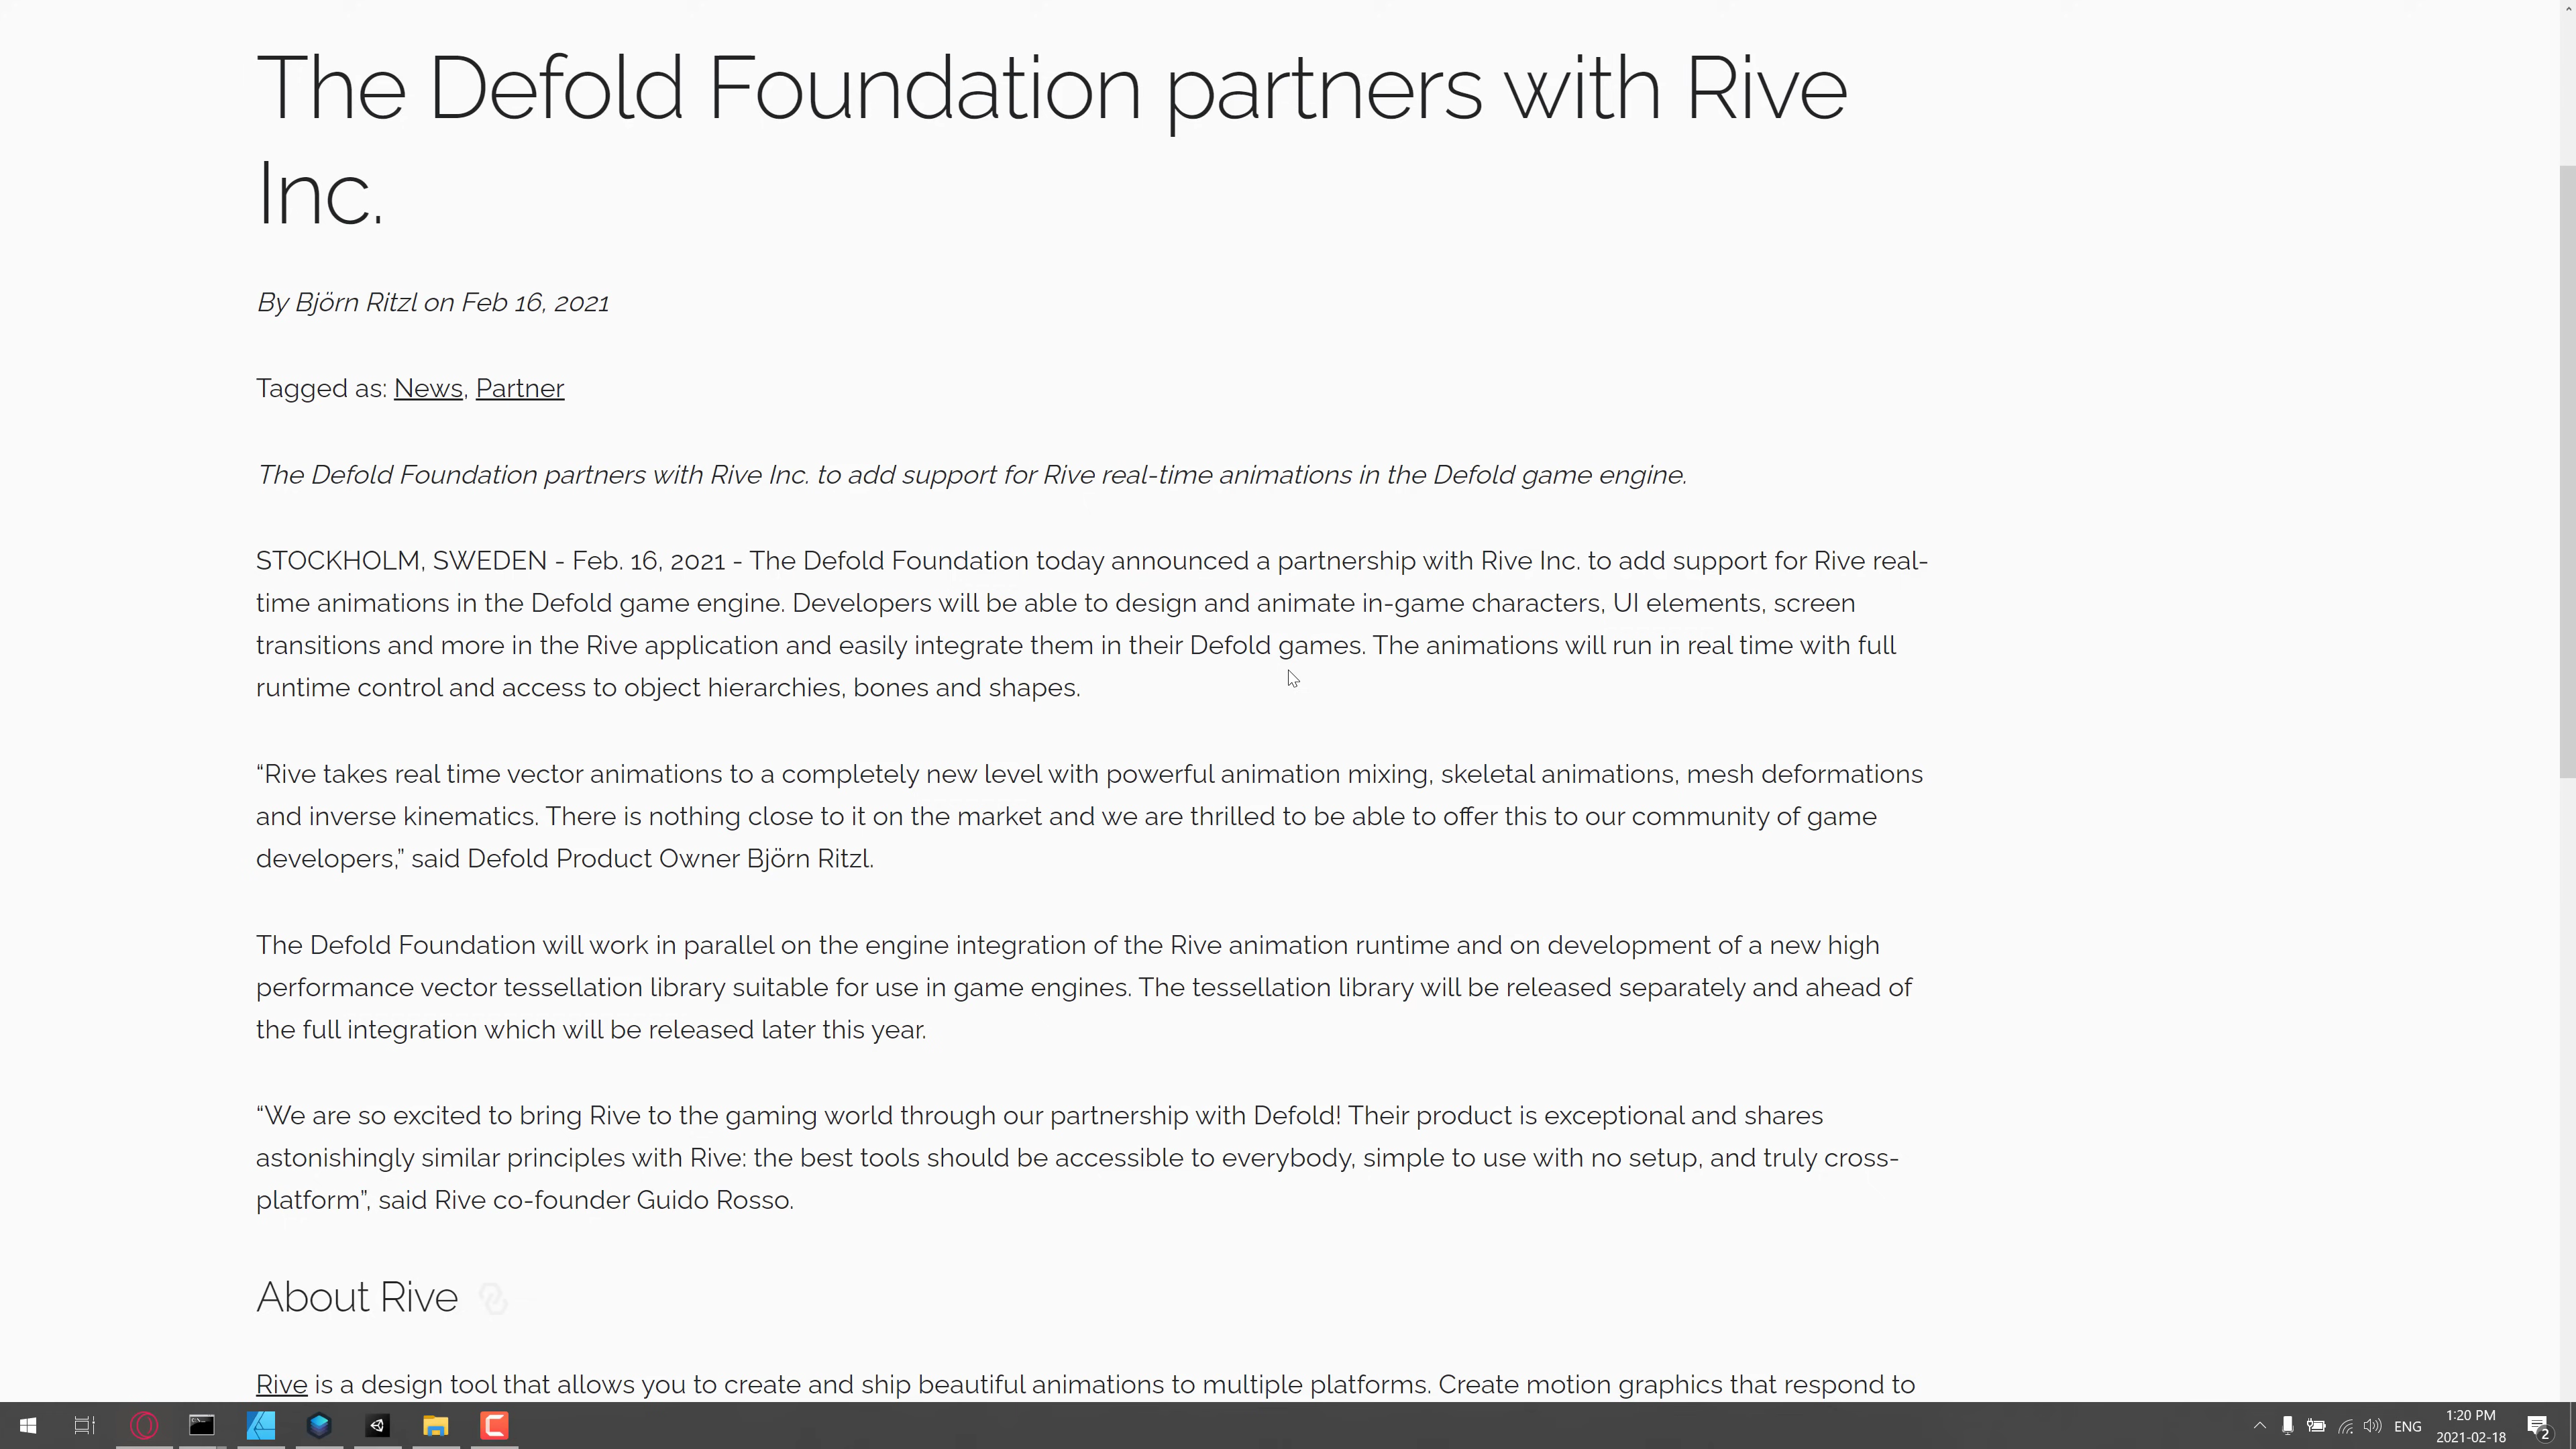 The Defold Foundation partners with Rive
Inc.
By Björn Ritzl on Feb 16, 2021
Tagged as: News, Partner
The Defold Foundation partners with Rive Inc. to add support for Rive real-time animations in the Defold game engine.
STOCKHOLM, SWEDEN - Feb. 16, 2021 - The Defold Foundation today announced a partnership with Rive Inc. to add support for Rive real-
time animations in the Defold game engine. Developers will be able to design and animate in-game characters, UI elements, screen
transitions and more in the Rive application and easily integrate them in their Defold games. The animations will run in real time with full
runtime control and access to object hierarchies, bones and shapes.
“Rive takes real time vector animations to a completely new level with powerful animation mixing, skeletal animations, mesh deformations
and inverse kinematics. There is nothing close to it on the market and we are thrilled to be able to offer this to our community of game
developers,” said Defold Product Owner Björn Ritzl.
The Defold Foundation will work in parallel on the engine integration of the Rive animation runtime and on development of a new high
performance vector tessellation library suitable for use in game engines. The tessellation library will be released separately and ahead of
the full integration which will be released later this year.
“We are so excited to bring Rive to the gaming world through our partnership with Defold! Their product is exceptional and shares
astonishingly similar principles with Rive: the best tools should be accessible to everybody, simple to use with no setup, and truly cross-
platform”, said Rive co-founder Guido Rosso.
About Rive
Rive is a design tool that allows you to create and ship beautiful animations to multiple platforms. Create motion graphics that respond to
ENG
1:20 PM
2021-02-18
2